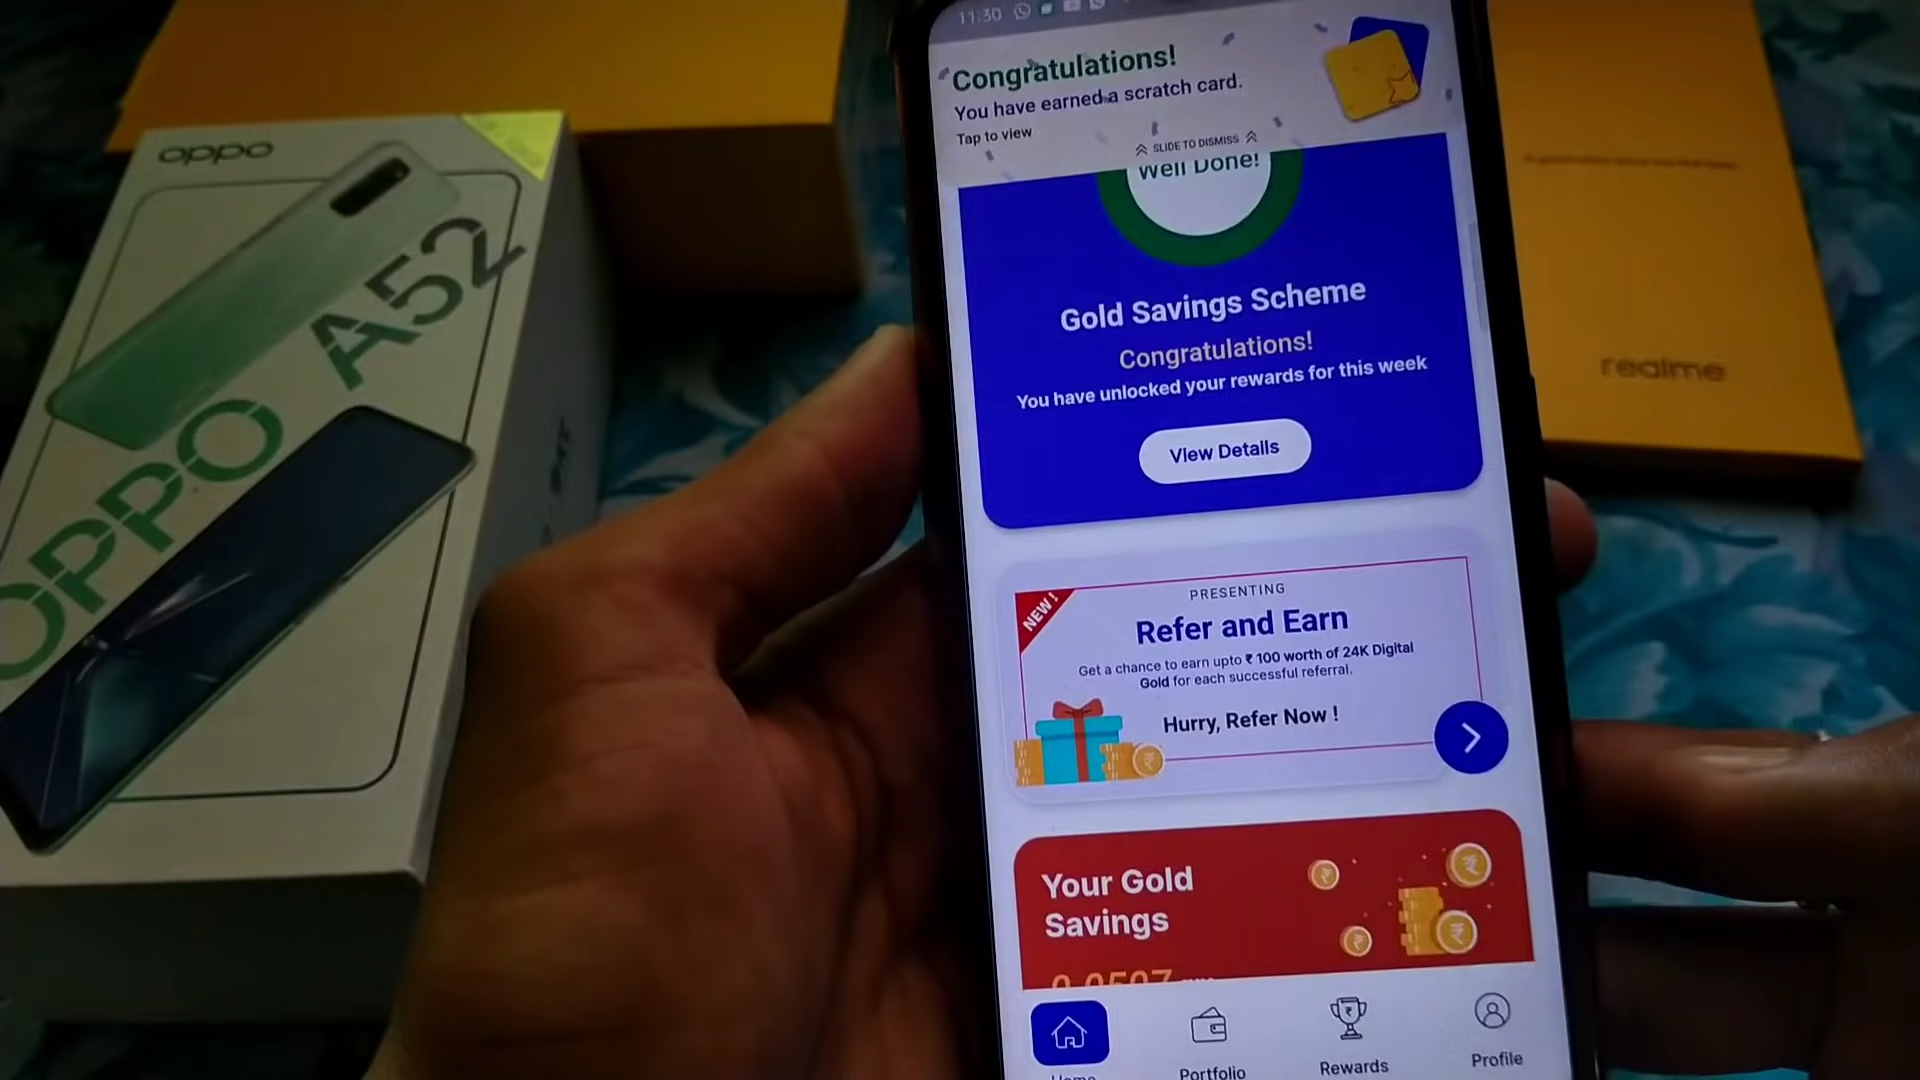 oppo
OPPO A52
11:30
Congratulations!
You have earned a scratch card.
Tap to view
SLIDE TO DISMISS
Well Done!
Gold Savings Scheme
Congratulations!
You have unlocked your rewards for this week
View Details
NEW!
PRESENTING
Refer and Earn
Get a chance to earn upto ₹ 100 worth of 24K Digital
Gold for each successful referral.
Hurry, Refer Now !
Your Gold
Savings
0.0507
Home
Portfolio
Rewards
Profile
realme